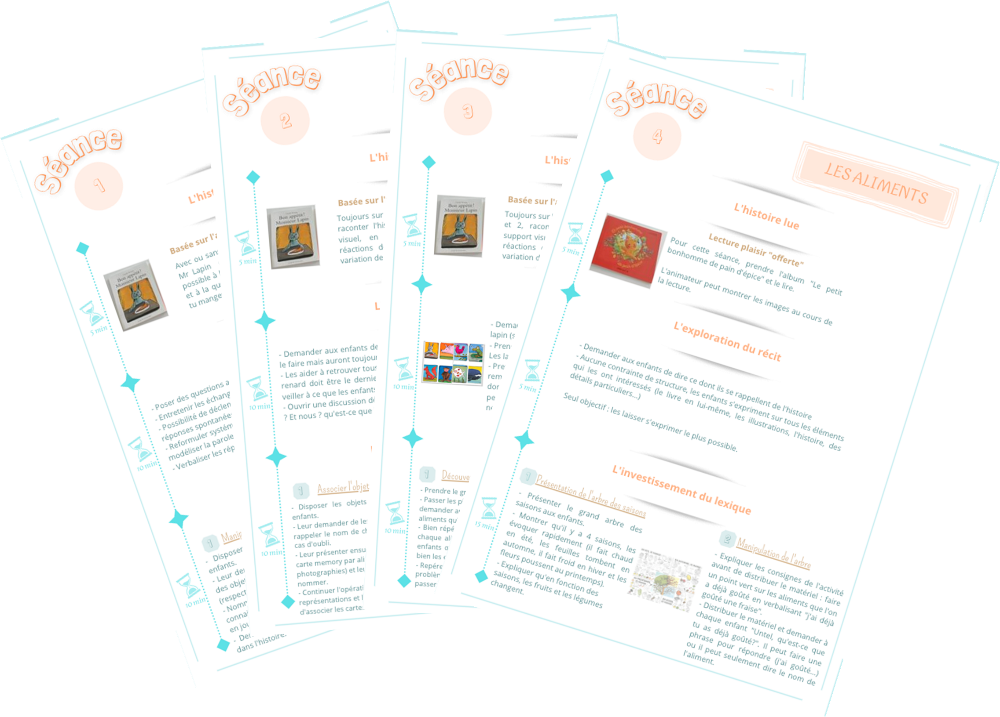 Séance
1
L'hist
Basée sur l'a
Avec ou sans
Mr Lapin
possible à l
et à la qu
tu mange
5 min
Bon appétit!
Monsieur Lapin
- Poser des questions a
- Entretenir les échang
- Possibilité de déclen
réponses spontanées
- Reformuler systém
modéliser la parole
- Verbaliser les rép
10 min
1 Manip
- Disposer
enfants.
- Leur de
des obje
(respect
- Nomm
connai
en jou
- De
dans l'histoire.
10 min
Séance
2
L'hi
Basée sur l'
Toujours sur
raconter l'his
visuel, en
réactions d
variation de
5 min
Bon appétit!
Monsieur Lapin
L
- Demander aux enfants de
le faire mais auront toujour
- Les aider à retrouver tous
renard doit être le dernie
veiller à ce que les enfants
- Ouvrir une discussion de
? Et nous ? qu'est-ce que
10 min
1 Associer l'objet
- Disposer les objets
enfants.
- Leur demander de les
rappeler le nom de ch
cas d'oubli.
- Leur présenter ensu
carte memory par ali
photographies) et leu
nommer.
- Continuer l'opérati
représentations et l
d'associer les carte
10 min
Séance
3
L'hist
Basée sur l'a
Toujours sur
et 2, racon
support visu
réactions
variation d
5 min
Bon appétit!
Monsieur Lapin
- Deman
lapin (s
- Pren
Les la
- Pre
rem
dor
pe
10 min
1 Découve
- Prendre le gr
- Passer les p
demander a
aliments qu
- Bien répé
chaque ali
enfants q
bien les
- Repére
problèm
passer
10 min
Séance
4
LES ALIMENTS
L'histoire lue
Lecture plaisir "offerte"
Pour cette séance, prendre l'album "Le petit
bonhomme de pain d'épice" et le lire.
L'animateur peut montrer les images au cours de
la lecture.
5 min
L'exploration du récit
- Demander aux enfants de dire ce dont ils se rappellent de l'histoire
- Aucune contrainte de structure, les enfants s'expriment sur tous les éléments
qui les ont intéressés (le livre en lui-même, les illustrations, l'histoire, des
détails particuliers...)
Seul objectif : les laisser s'exprimer le plus possible.
5 min
L'investissement du lexique
1 Présentation de l'arbre des saisons
- Présenter le grand arbre des
saisons aux enfants.
- Montrer qu'il y a 4 saisons, les
évoquer rapidement (il fait chaud
en été, les feuilles tombent en
automne, il fait froid en hiver et les
fleurs poussent au printemps).
- Expliquer qu'en fonction des
saisons, les fruits et les légumes
changent.
15 min
2 Manipulation de l'arbre
- Expliquer les consignes de l'activité
avant de distribuer le matériel : faire
un point vert sur les aliments que l'on
a déjà goûté en verbalisant "j'ai déjà
goûté une fraise".
- Distribuer le matériel et demander à
chaque enfant "Untel, qu'est-ce que
tu as déjà goûté?". Il peut faire une
phrase pour répondre (j'ai goûté...)
ou il peut seulement dire le nom de
l'aliment.